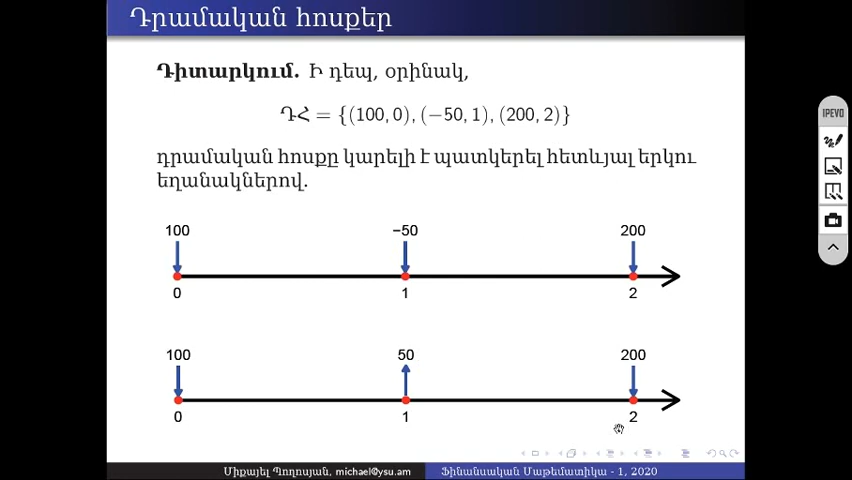 Դրամական հոսքեր
Դիտարկում. Ի դեպ, օրինակ,
ԴՀ = {(100, 0), (−50, 1), (200, 2)}
դրամական հոսքը կարելի է պատկերել հետևյալ երկու
եղանակներով.
100 −50 200
0 1 2
100 50 200
0 1 2
Միքայել Պողոսյան, michael@ysu.am Ֆինանսական Մաթեմատիկա - 1, 2020
IPEVO